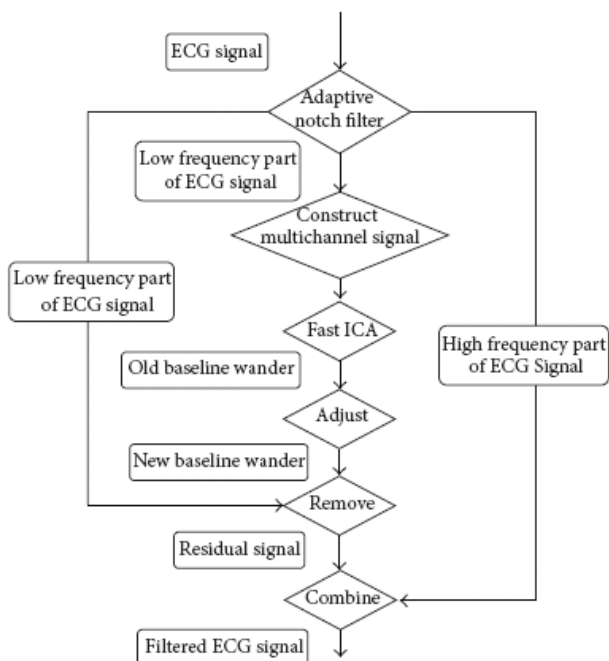 ECG signal
Adaptive
notch filter
Low frequency part
of ECG signal
Construct
multichannel signal
Low frequency part
of ECG signal
Fast ICA
High frequency part
of ECG Signal
Old baseline wander
Adjust
New baseline wander
Remove
Residual signal
Combine
Filtered ECG signal